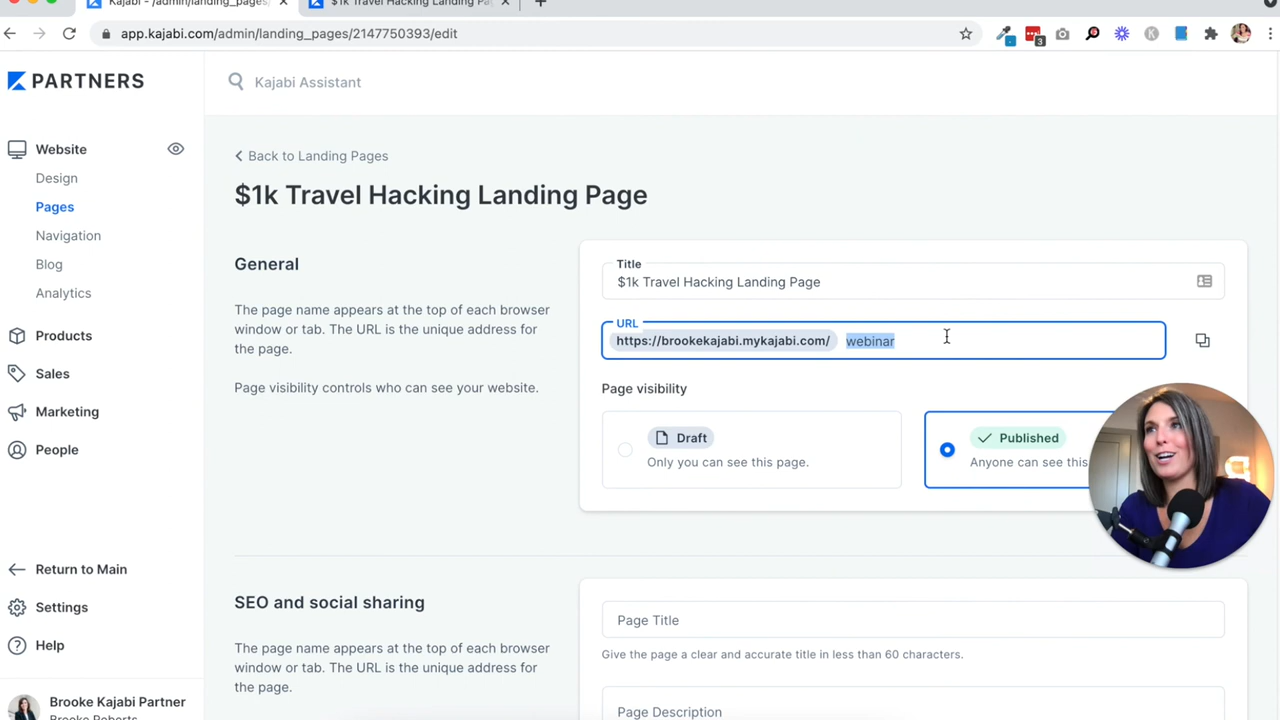 Kajabi - /admin/landing_pages
$1k Travel Hacking Landing Pa
app.kajabi.com/admin/landing_pages/2147750393/edit
3
PARTNERS
Kajabi Assistant
Website
Design
Pages
Navigation
Blog
Analytics
Products
Sales
Marketing
People
Return to Main
Settings
Help
Brooke Kajabi Partner
Brooke Roberts
Back to Landing Pages
$1k Travel Hacking Landing Page
General
The page name appears at the top of each browser
window or tab. The URL is the unique address for
the page.
Page visibility controls who can see your website.
Title
$1k Travel Hacking Landing Page
URL
https://brookekajabi.mykajabi.com/ webinar
Page visibility
Draft
Only you can see this page.
Published
Anyone can see this
SEO and social sharing
The page name appears at the top of each browser
window or tab. The URL is the unique address for
the page.
Page Title
Give the page a clear and accurate title in less than 60 characters.
Page Description